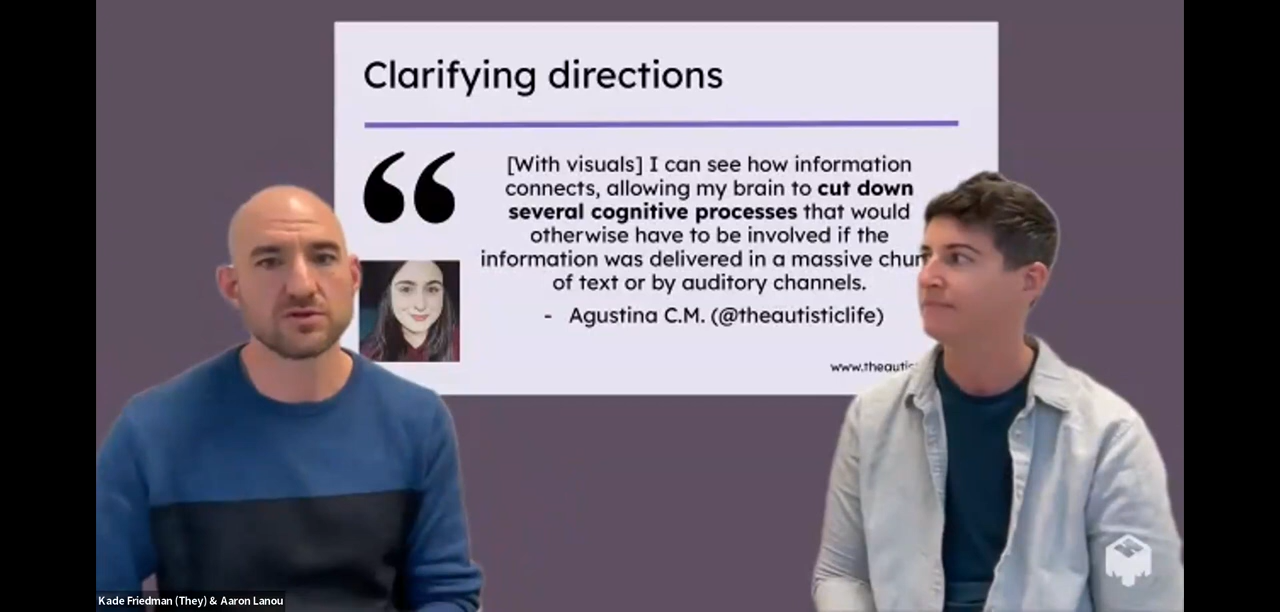 Clarifying directions
[With visuals] I can see how information
connects, allowing my brain to cut down
several cognitive processes that would
otherwise have to be involved if the
information was delivered in a massive
of text or by auditory channels.
- Agustina C.M. (@theautisticlife)
Kade Friedman (They) & Aaron Lanou